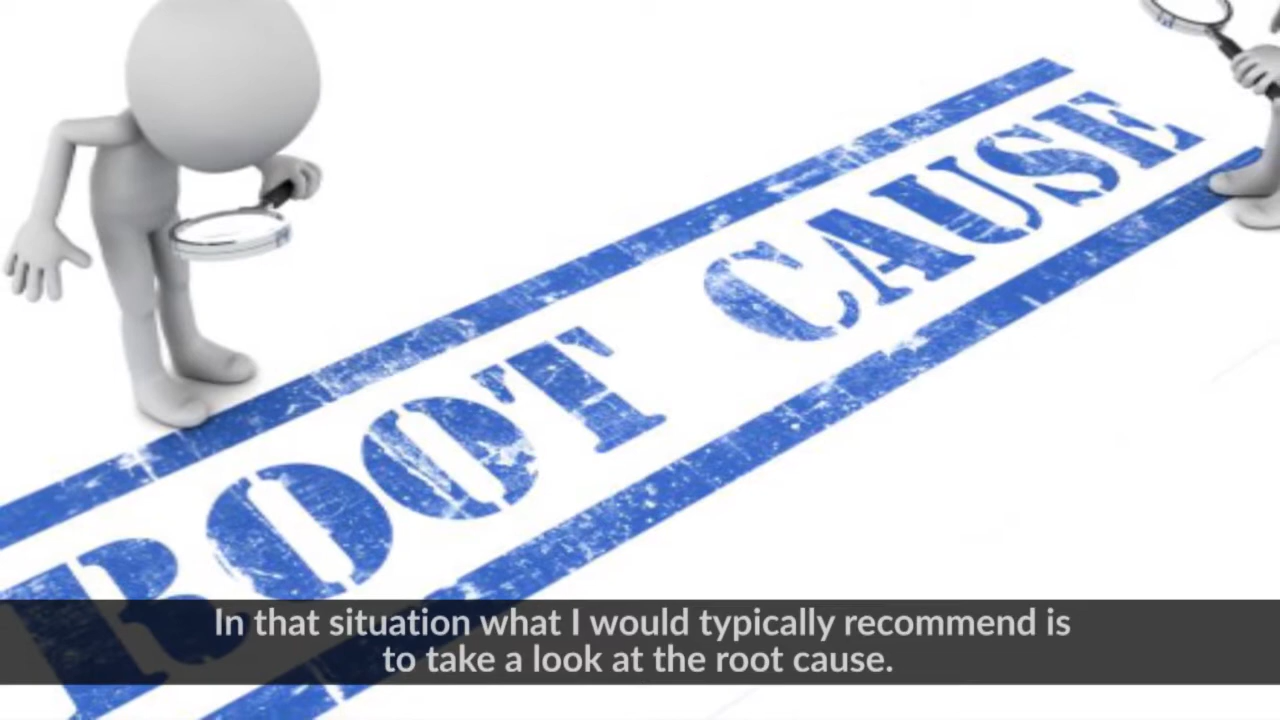 ROOT CAUSE
In that situation what I would typically recommend is
to take a look at the root cause.